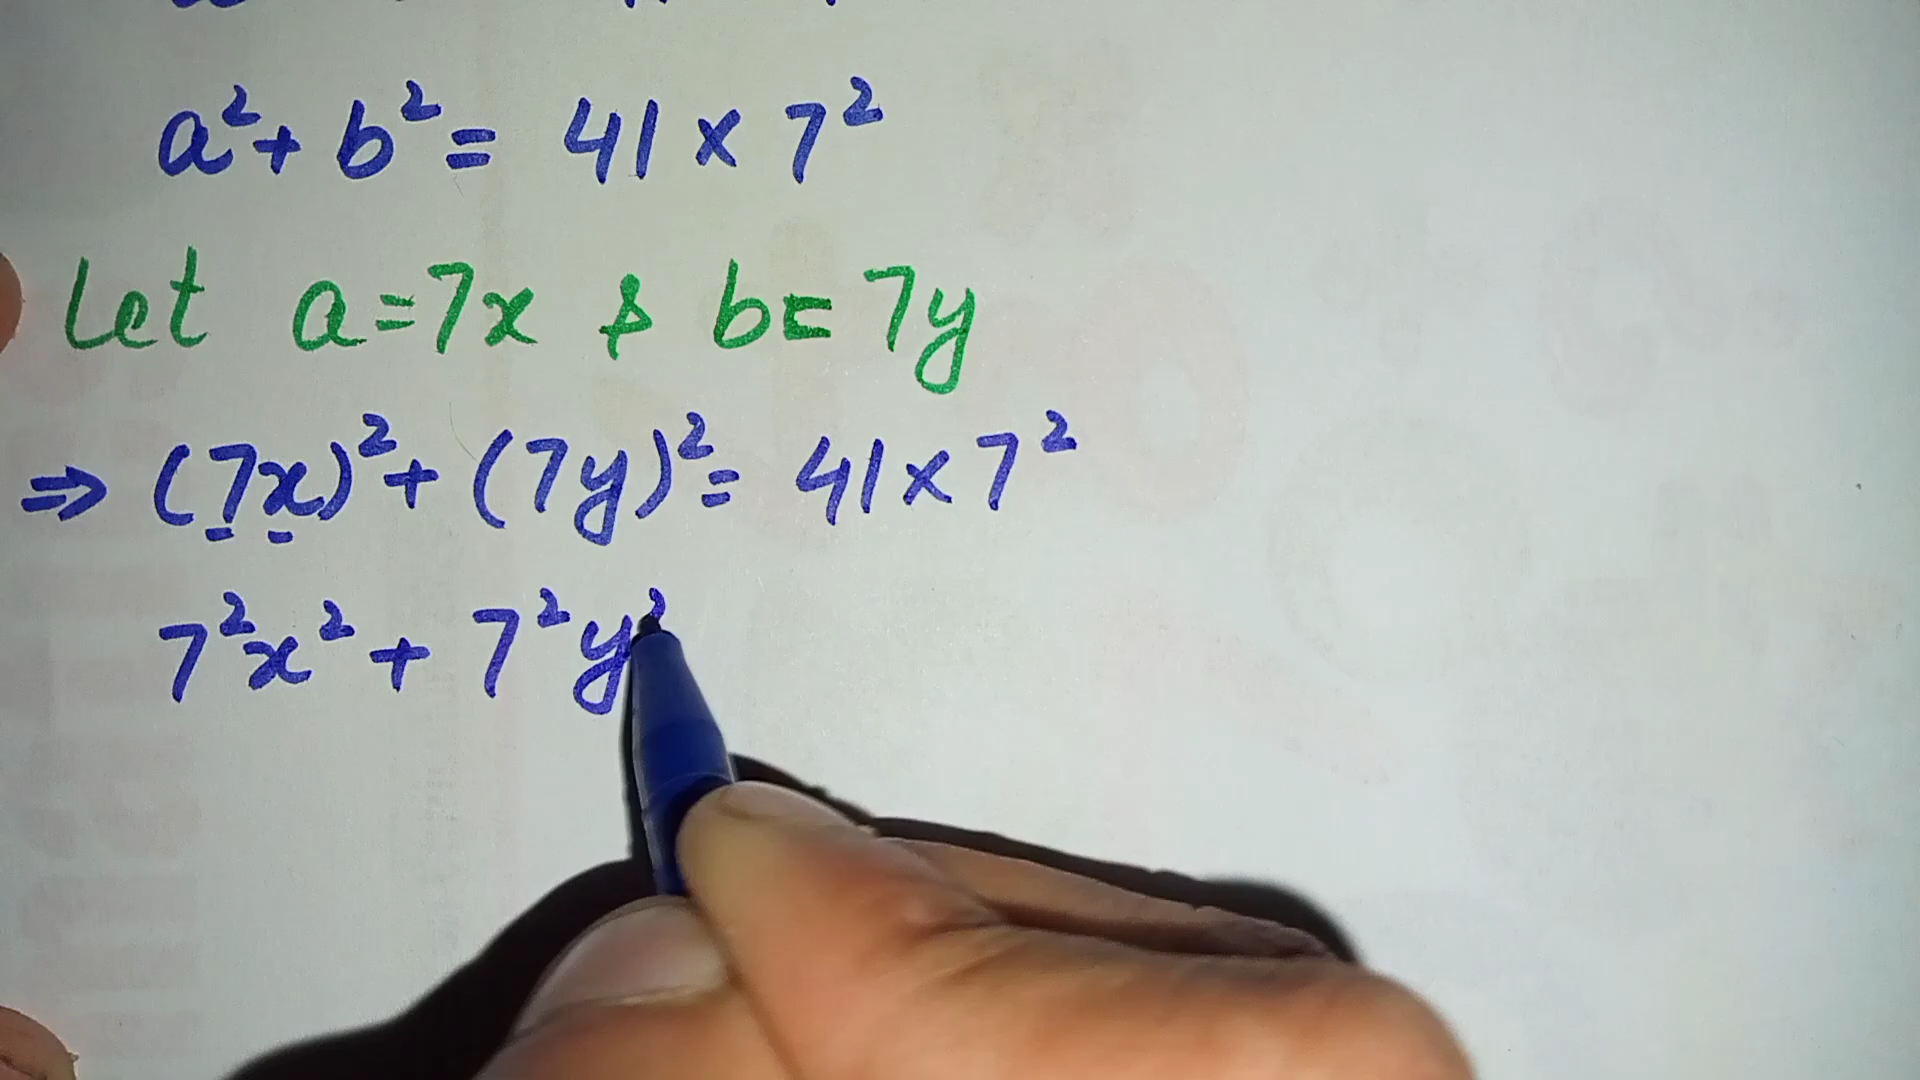 a²+ b² = 41 × 7²
Let a=7x & b= 7y
⇒ (7x)²+ (7y)²= 41×7²
7²x² + 7²y²